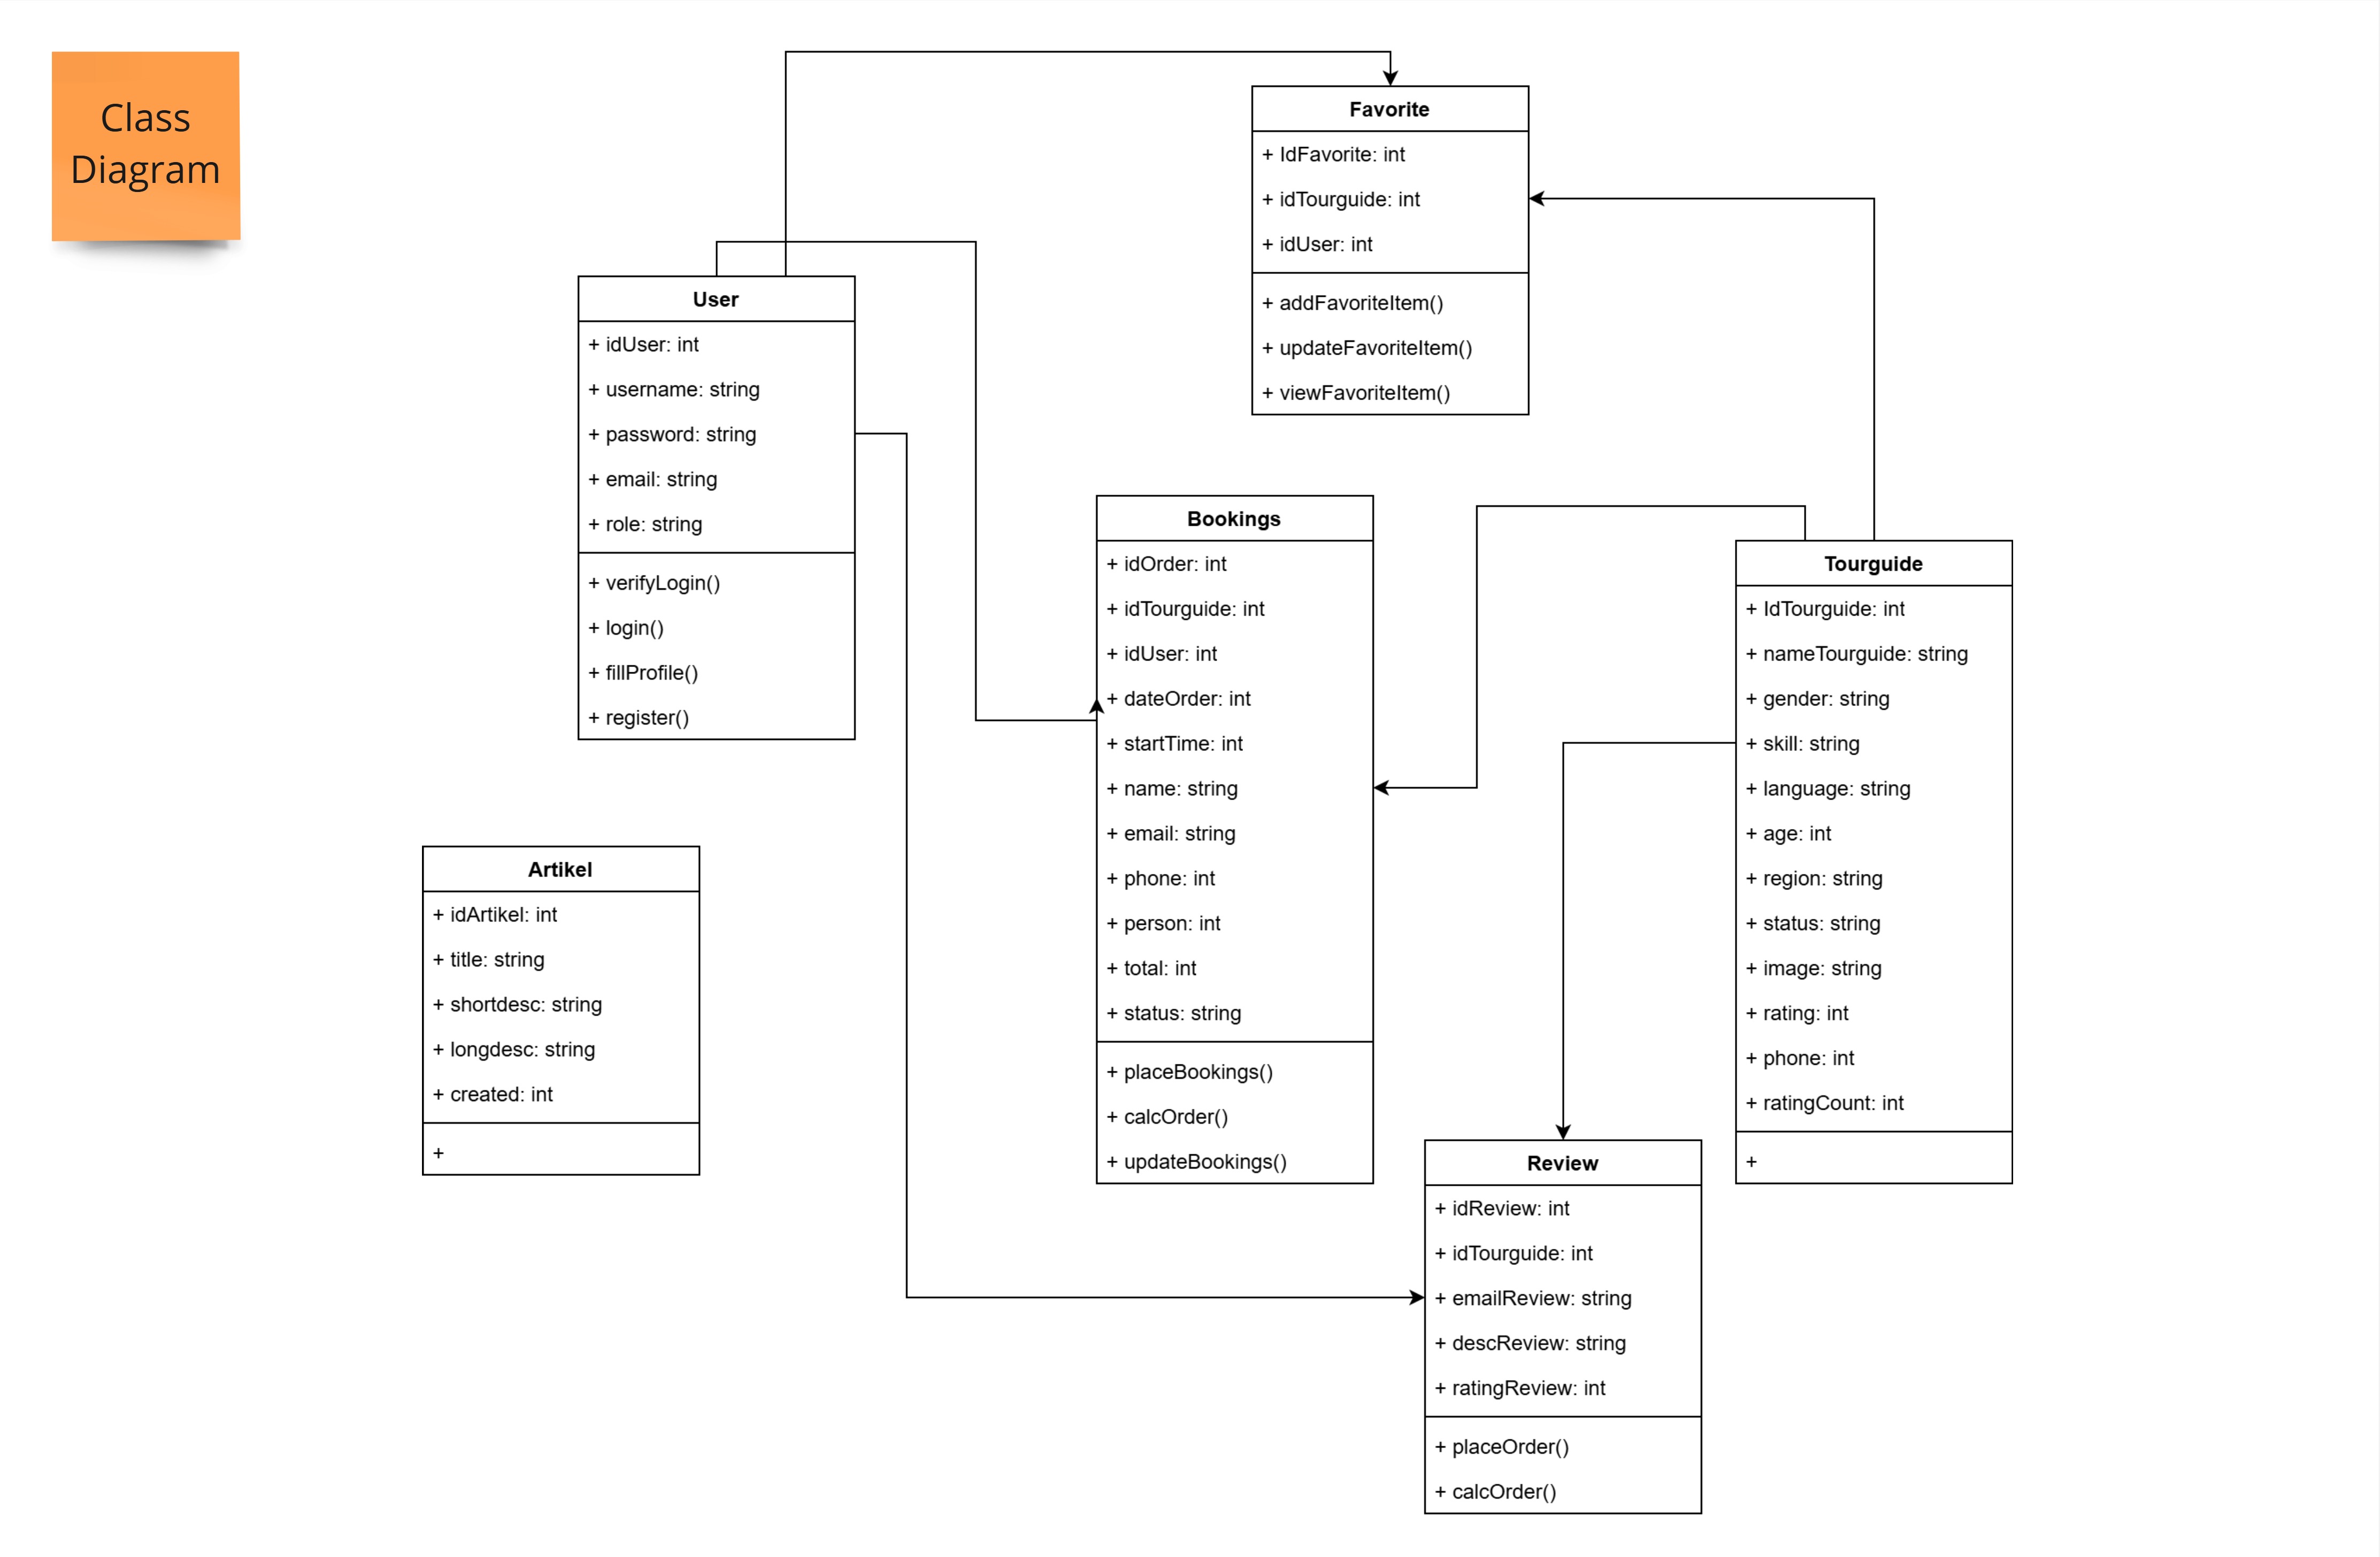 Class
Diagram
Favorite
+ IdFavorite: int
+ idTourguide: int
+ idUser: int
+ addFavoriteItem()
+ updateFavoriteItem()
+ viewFavoriteItem()
User
+ idUser: int
+ username: string
+ password: string
+ email: string
+ role: string
+ verifyLogin()
+ login()
+ fillProfile()
+ register()
Bookings
+ idOrder: int
+ idTourguide: int
+ idUser: int
+ dateOrder: int
+ startTime: int
+ name: string
+ email: string
+ phone: int
+ person: int
+ total: int
+ status: string
+ placeBookings()
+ calcOrder()
+ updateBookings()
Tourguide
+ IdTourguide: int
+ nameTourguide: string
+ gender: string
+ skill: string
+ language: string
+ age: int
+ region: string
+ status: string
+ image: string
+ rating: int
+ phone: int
+ ratingCount: int
+
Artikel
+ idArtikel: int
+ title: string
+ shortdesc: string
+ longdesc: string
+ created: int
+
Review
+ idReview: int
+ idTourguide: int
+ emailReview: string
+ descReview: string
+ ratingReview: int
+ placeOrder()
+ calcOrder()